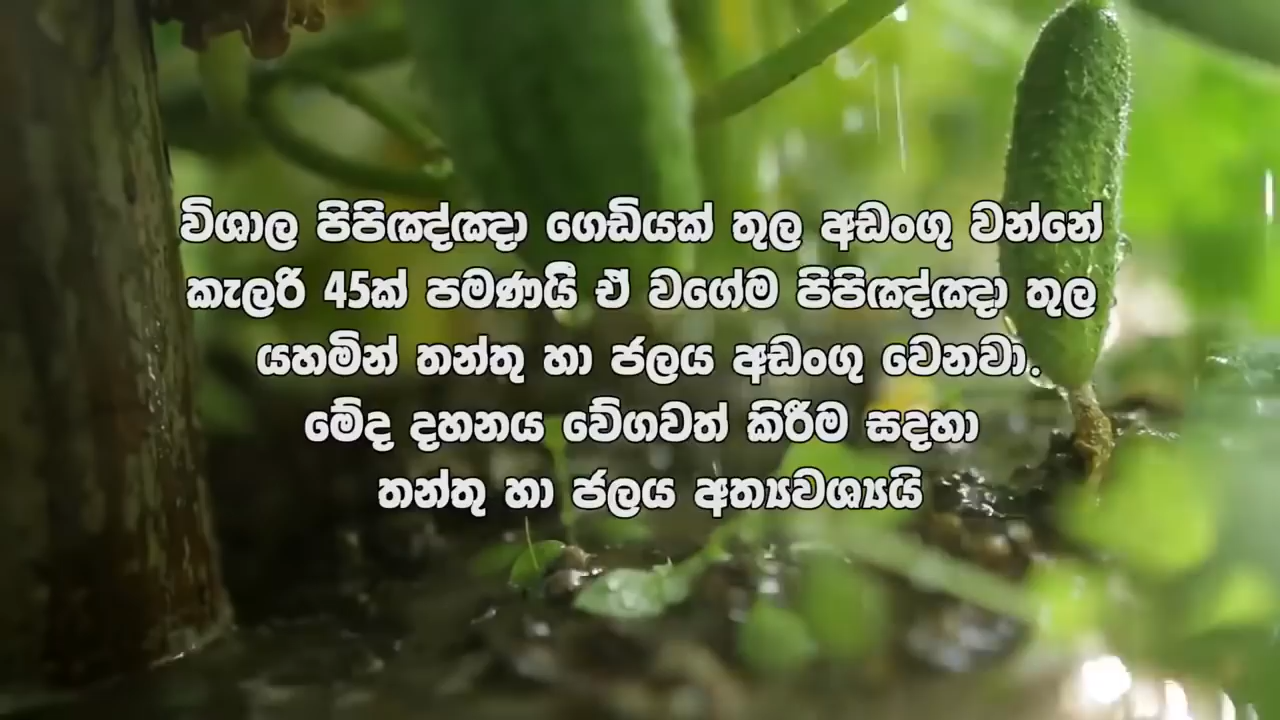 විශාල පිපිඤ්ඤා ගෙඩියක් තුල අඩංගු වන්නේ
කැලරි 45ක් පමණයි ඒ වගේම පිපිඤ්ඤා තුල
යහමින් තන්තු හා ජලය අඩංගු වෙනවා.
මේද දහනය වේගවත් කිරීම සදහා
තන්තු හා ජලය අත්‍යවශ්‍යයි